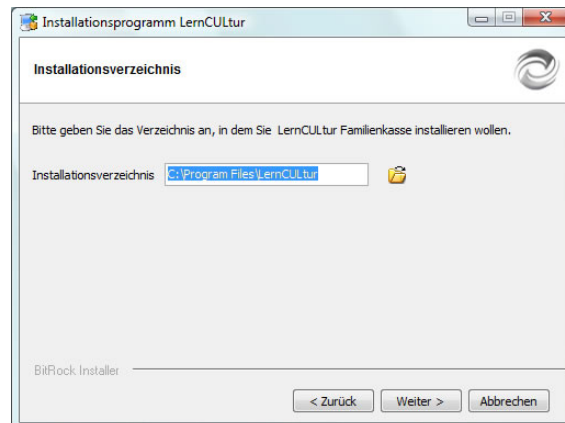 Installationsprogramm LernCULtur
Installationsverzeichnis
Bitte geben Sie das Verzeichnis an, in dem Sie LernCULtur Familienkasse installieren wollen.
Installationsverzeichnis C:\Program Files\LernCULtur
BitRock Installer
< Zurück Weiter > Abbrechen